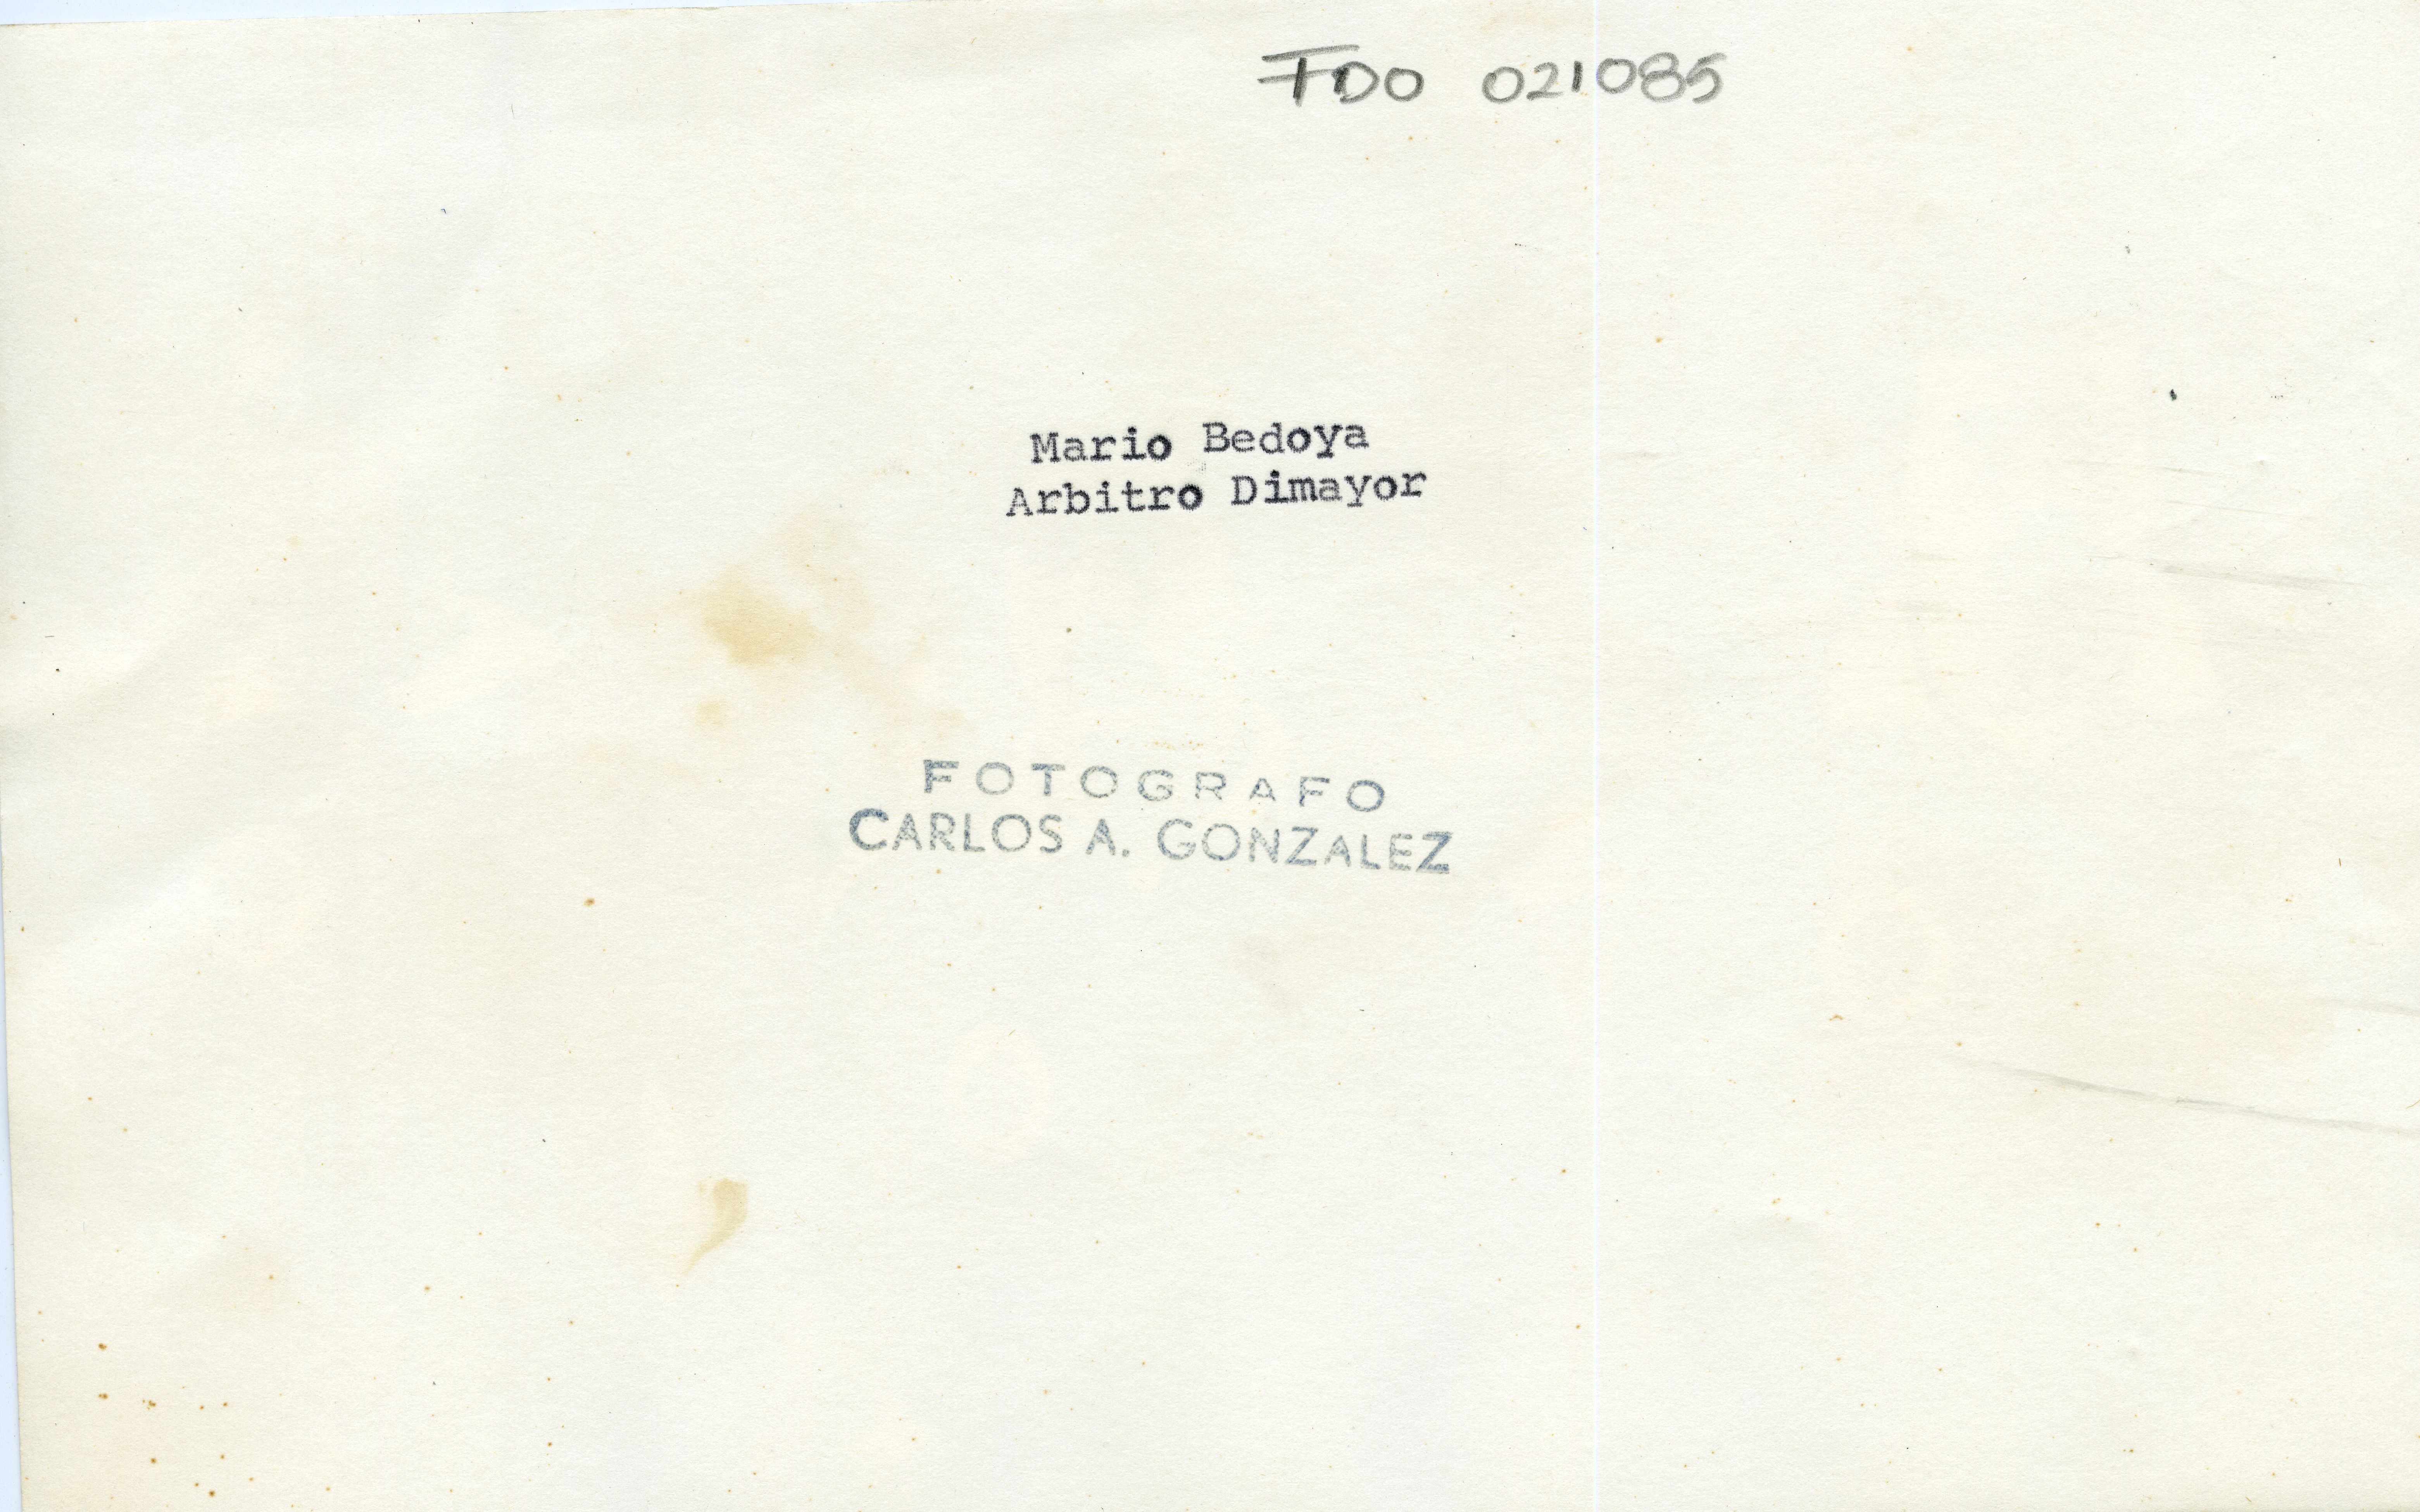 FDO 021085
Mario Bedoya
Arbitro Dimayor
FOTOGRAFO
CARLOS A. GONZALEZ